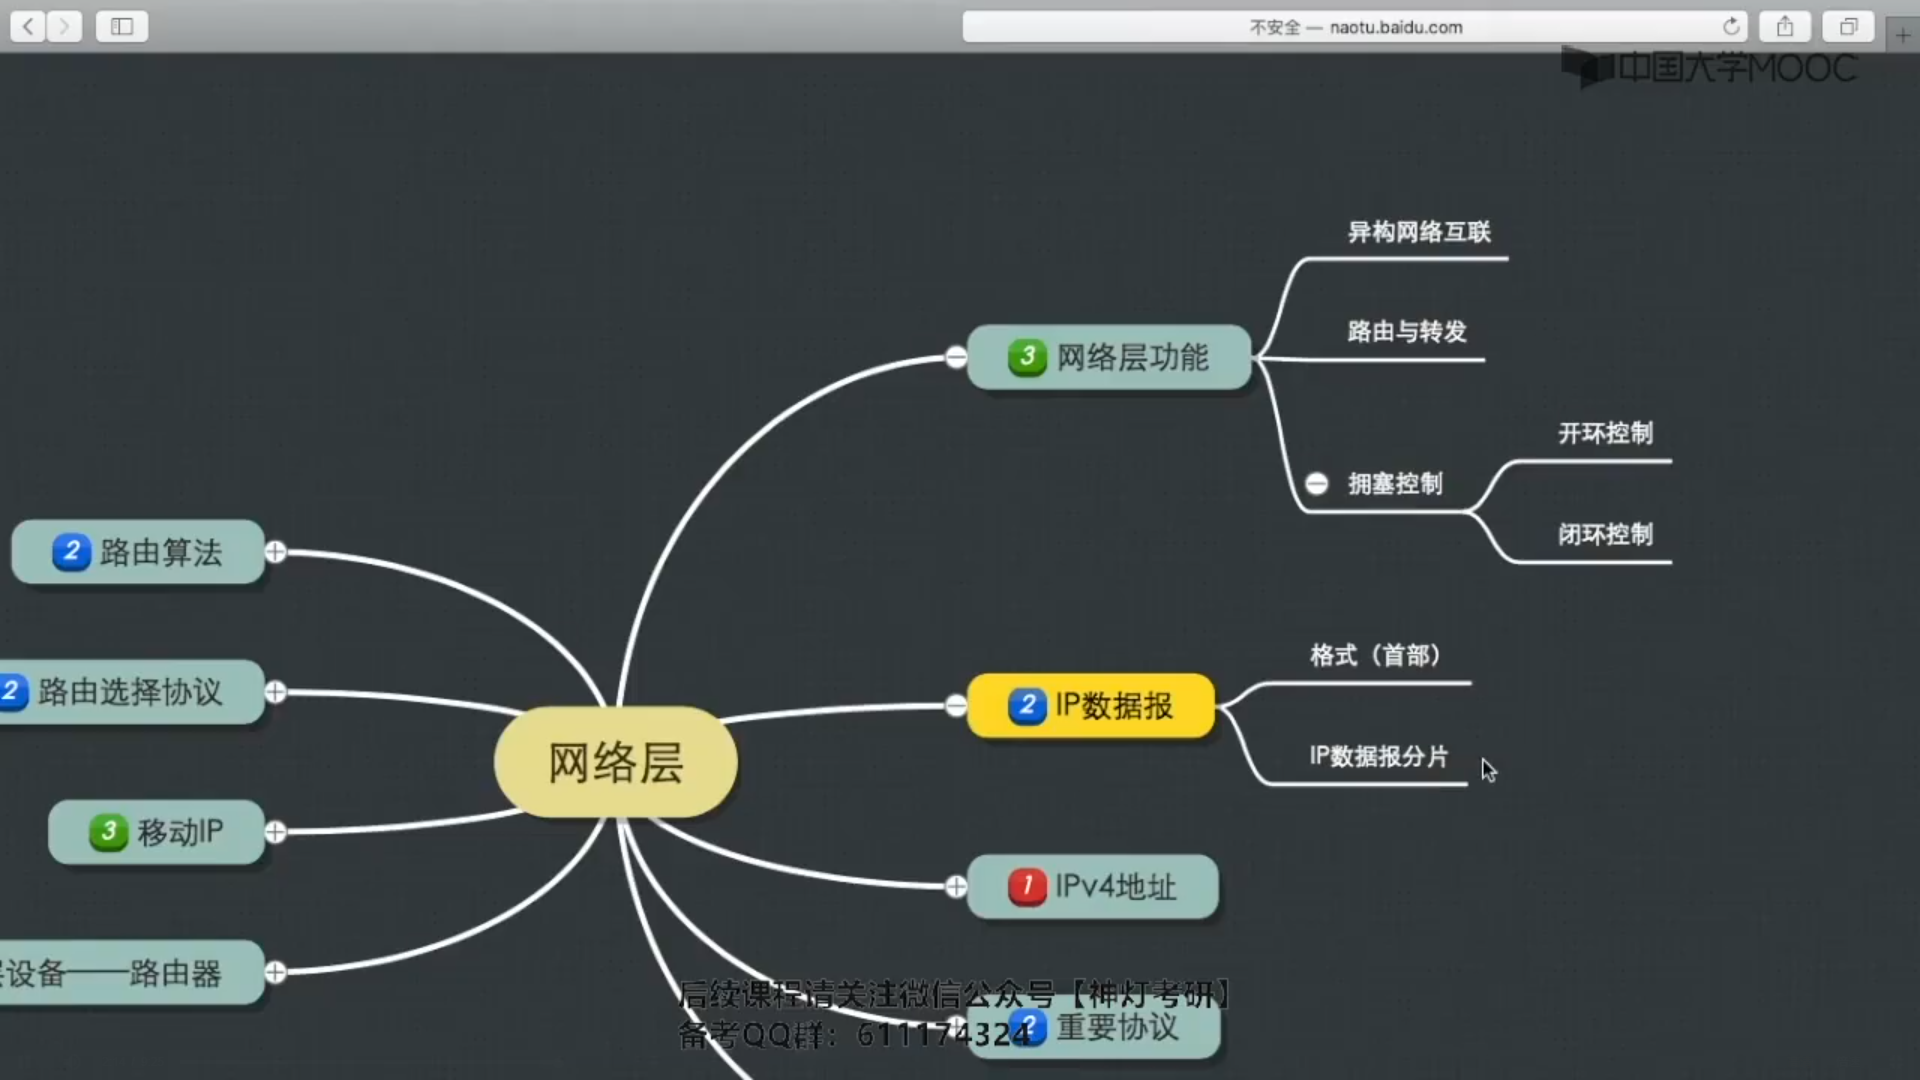 不安全 — naotu.baidu.com
中国大学MOOC
异构网络互联
路由与转发
3 网络层功能
开环控制
拥塞控制
闭环控制
2 路由算法
格式（首部）
2 路由选择协议
2 IP数据报
网络层
IP数据报分片
3 移动IP
1 IPv4地址
设备——路由器
后续课程请关注微信公众号【神灯考研】
备考QQ群：611174324
2 重要协议